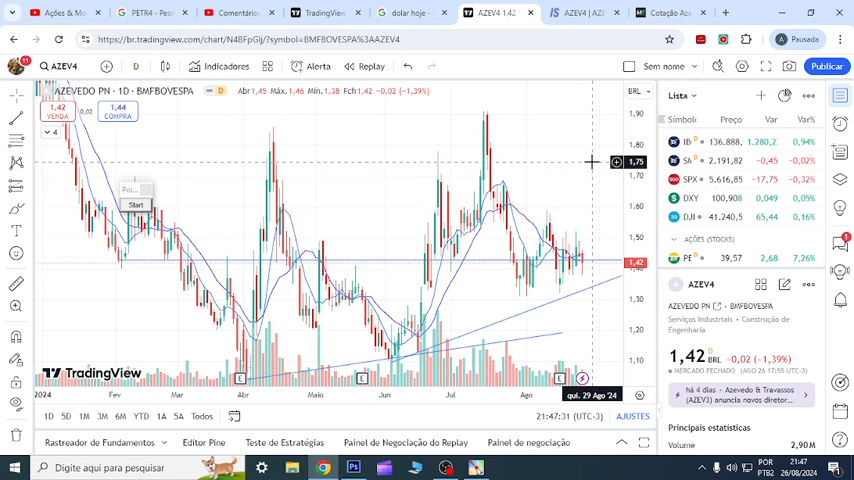 Ações & Mo
PETR4 - Pes
Comentários
TradingView
dolar hoje -
AZEV4 1,42
AZEV4 | AZE
Cotação Aze
https://br.tradingview.com/chart/N4BFpGIj/?symbol=BMFBOVESPA%3AAZEV4
A Pausada
11
AZEV4
D
Indicadores
Alerta
Replay
Sem nome
Publicar
AZEVEDO PN · 1D · BMFBOVESPA
D
Abr1,45 Máx.1,46 Mín.1,38 Fch1,42 -0,02 (-1,39%)
BRL
1,42
VENDA
0,02
1,44
COMPRA
4
Poi...
Start
1,90
1,80
1,75
1,70
1,60
1,50
1,42
1,40
1,30
1,20
1,10
TradingView
E
E
E
2024
Fev
Mar
Abr
Maio
Jun
Jul
Ago
qui. 29 Ago '24
1D 5D 1M 3M 6M YTD 1A 5A Todos
21:47:31 (UTC-3)
AJUSTES
Rastreador de Fundamentos
Editor Pine
Teste de Estratégias
Painel de Negociação do Replay
Painel de negociação
Lista
Símbolo Preço Var Var%
IB 136.888, 1.280,2 0,94%
SA 2.191,82 -0,45 -0,02%
SPX 5.616,85 -17,75 -0,32%
DXY 100,908 0,049 0,05%
DJI 41.240,5 65,44 0,16%
AÇÕES (STOCKS)
PE 39,57 2,68 7,26%
AZEV4
AZEVEDO PN
BMFBOVESPA
Serviços Industriais • Construção de
Engenharia
1,42 D BRL -0,02 (-1,39%)
MERCADO FECHADO (AGO 26 17:55 UTC-3)
há 4 dias • Azevedo & Travassos
(AZEV3) anuncia novos diretor...
Principais estatísticas
Volume 2,90M
1
Digite aqui para pesquisar
POR
PTB2
21:47
26/08/2024